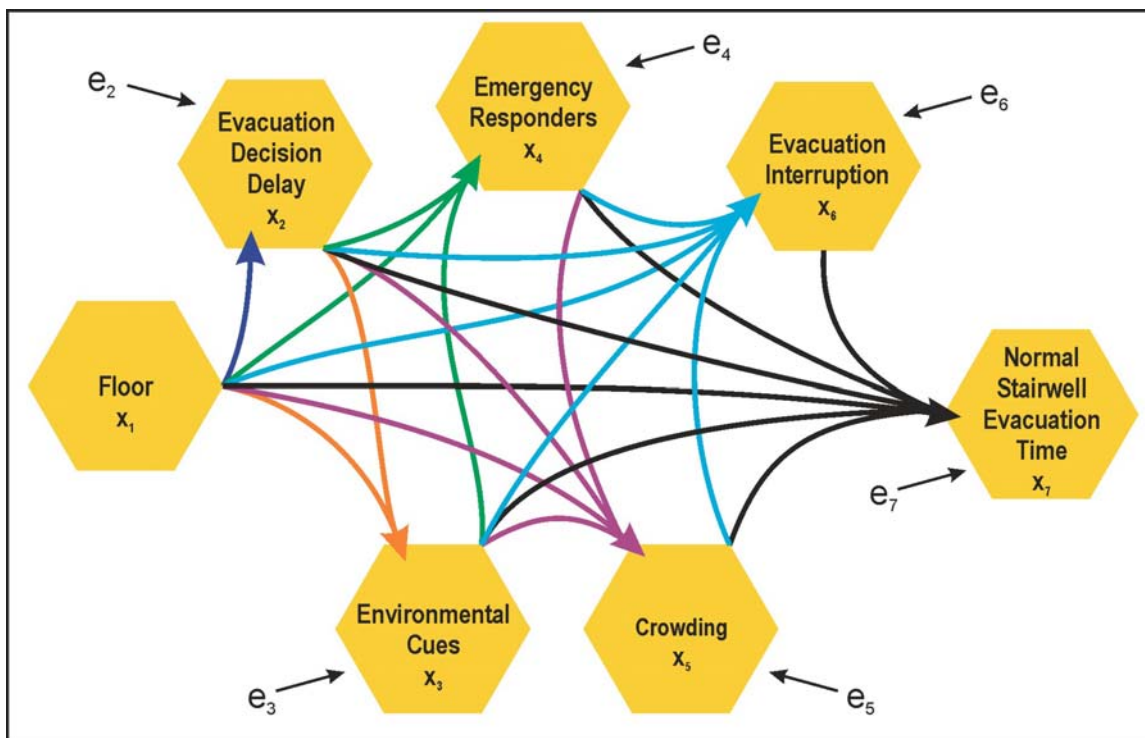 e₂
Evacuation
Decision
Delay
x₂
Emergency
Responders
x₄
e₄
Evacuation
Interruption
x₆
e₆
Floor
x₁
Normal
Stairwell
Evacuation
Time
x₇
e₇
Environmental
Cues
x₃
e₃
Crowding
x₅
e₅